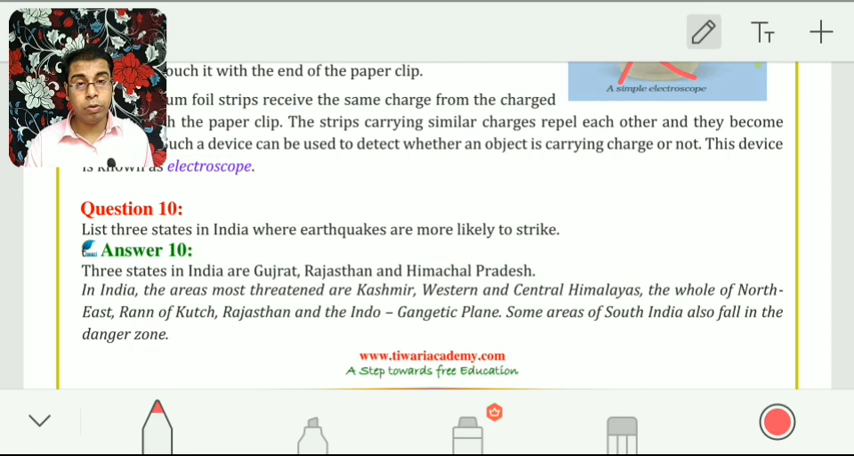 Tт
ouch it with the end of the paper clip.
A simple electroscope
um foil strips receive the same charge from the charged
h the paper clip. The strips carrying similar charges repel each other and they become
uch a device can be used to detect whether an object is carrying charge or not. This device
is known as electroscope.
Question 10:
List three states in India where earthquakes are more likely to strike.
Answer 10:
Three states in India are Gujrat, Rajasthan and Himachal Pradesh.
In India, the areas most threatened are Kashmir, Western and Central Himalayas, the whole of North-
East, Rann of Kutch, Rajasthan and the Indo – Gangetic Plane. Some areas of South India also fall in the
danger zone.
www.tiwariacademy.com
A Step towards free Education